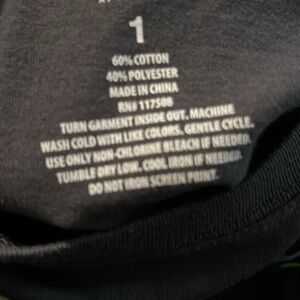 1
60% COTTON
40% POLYESTER
MADE IN CHINA
RN# 117508
TURN GARMENT INSIDE OUT. MACHINE
WASH COLD WITH LIKE COLORS. GENTLE CYCLE.
USE ONLY NON-CHLORINE BLEACH IF NEEDED.
TUMBLE DRY LOW. COOL IRON IF NEEDED.
DO NOT IRON SCREEN PRINT.